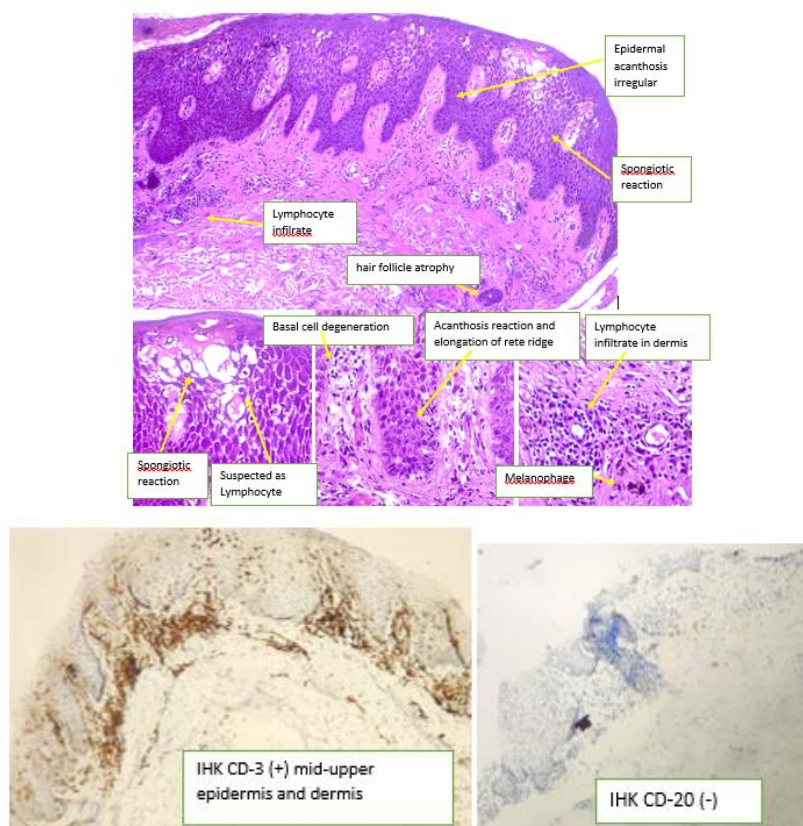 Epidermal
acanthosis
irregular
Spongiotic
reaction
Lymphocyte
infilrate
hair follicle atrophy
Basal cell degeneration
Acanthosis reaction and
elongation of rete ridge
Lymphocyte
infiltrate in dermis
Spongiotic
reaction
Suspected as
Lymphocyte
Melanophage
IHK CD-3 (+) mid-upper
epidermis and dermis
IHK CD-20 (-)